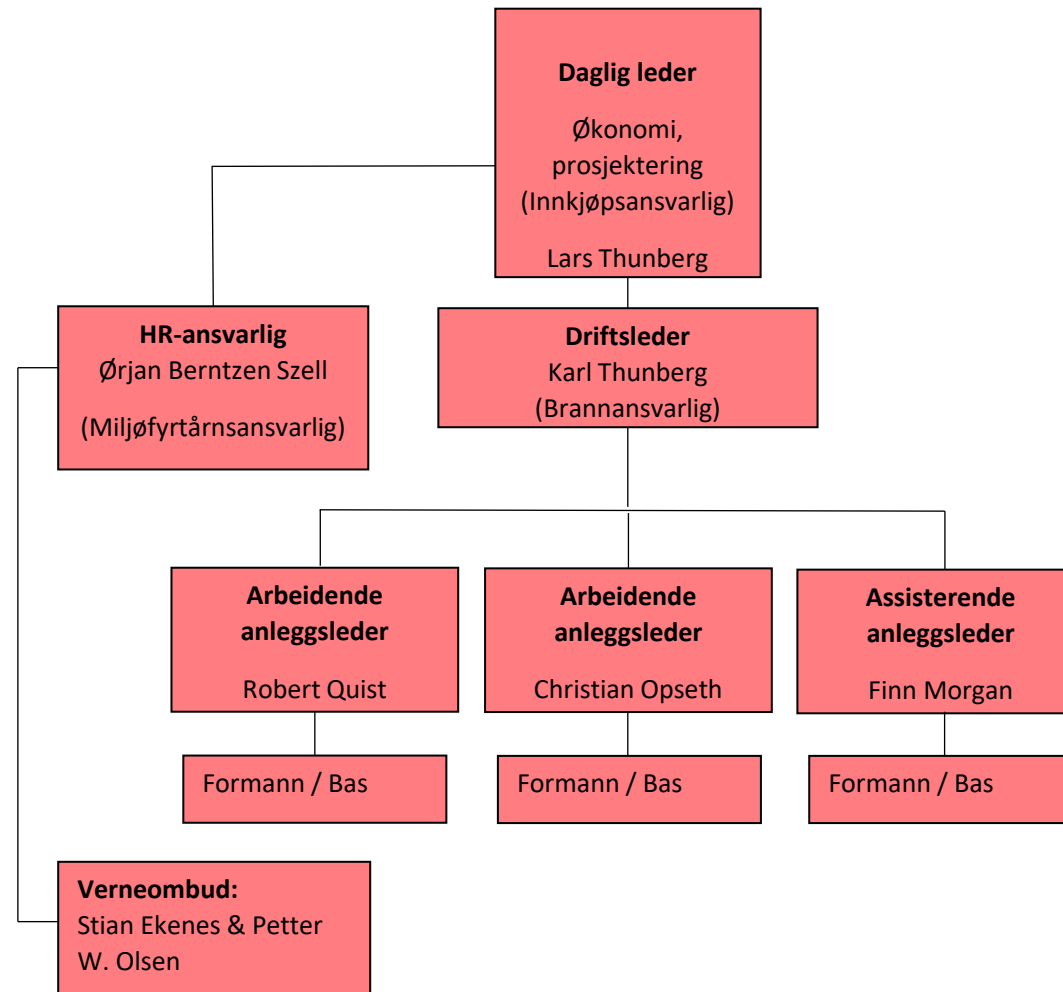 Daglig leder
Økonomi,
prosjektering
(Innkjøpsansvarlig)
Lars Thunberg
HR-ansvarlig
Ørjan Berntzen Szell
(Miljøfyrtårnsansvarlig)
Driftsleder
Karl Thunberg
(Brannansvarlig)
Arbeidende
anleggsleder
Robert Quist
Arbeidende
anleggsleder
Christian Opseth
Assisterende
anleggsleder
Finn Morgan
Formann / Bas
Formann / Bas
Formann / Bas
Verneombud:
Stian Ekenes & Petter
W. Olsen